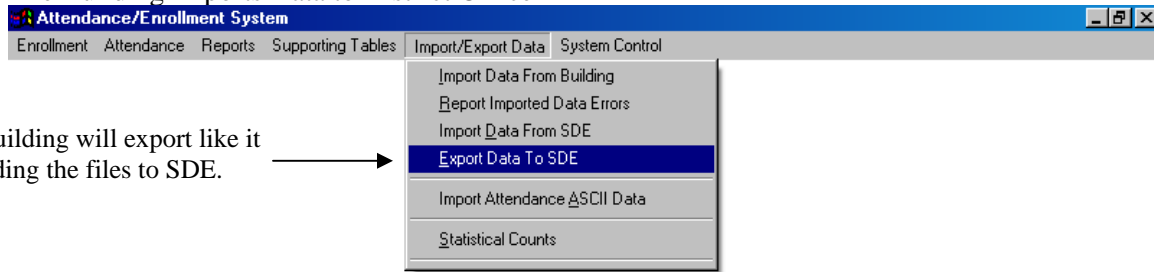 Attendance/Enrollment System
Enrollment Attendance Reports Supporting Tables Import/Export Data System Control
Import Data From Building
Report Imported Data Errors
Import Data From SDE
uilding will export like it
Export Data To SDE
ding the files to SDE.
Import Attendance ASCII Data
Statistical Counts